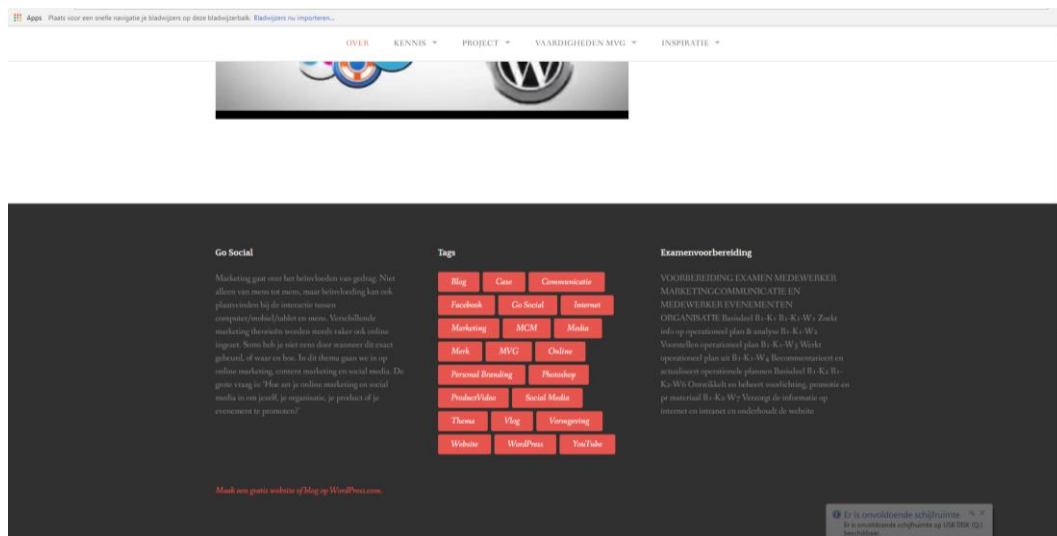 Apps Plaats voor een snelle navigatie je bladwijzers op deze bladwijzerbalk. Bladwijzers nu importeren...
OVER KENNIS PROJECT VAARDIGHEDEN MVG INSPIRATIE
Go Social
Marketing gaat over het beïnvloeden van gedrag. Niet
alleen van mens tot mens, maar beïnvloeding kan ook
plaatsvinden bij de interactie tussen
computer/mobiel/tablet en mens. Verschillende
marketing theorieën worden steeds vaker ook online
ingezet. Soms heb je niet eens door wanneer dit exact
gebeurd, of waar en hoe. In dit thema gaan we in op
online marketing, content marketing en social media. De
grote vraag is: 'Hoe zet je online marketing en social
media in om jezelf, je organisatie, je product of je
evenement te promoten?'
Tags
Blog Case Communicatie
Facebook Go Social Internet
Marketing MCM Media
Merk MVG Online
Personal Branding Photoshop
ProductVideo Social Media
Thema Vlog Vormgeving
Website WordPress YouTube
Examenvoorbereiding
VOORBEREIDING EXAMEN MEDEWERKER
MARKETINGCOMMUNICATIE EN
MEDEWERKER EVENEMENTEN
ORGANISATIE Basisdeel B1-K1 B1-K1-W1 Zoekt
info op operationeel plan & analyse B1-K1-W2
Voorstellen operationeel plan B1-K1-W3 Werkt
operationeel plan uit B1-K1-W4 Becommentarieert en
actualiseert operationele plannen Basisdeel B1-K2 B1-
K2-W6 Ontwikkelt en beheert voorlichting, promotie en
pr materiaal B1-K2-W7 Verzorgt de informatie op
internet en intranet en onderhoudt de website
Maak een gratis website of blog op WordPress.com.
Er is onvoldoende schijfruimte
Er is onvoldoende schijfruimte op USB DISK (G:)
beschikbaar.